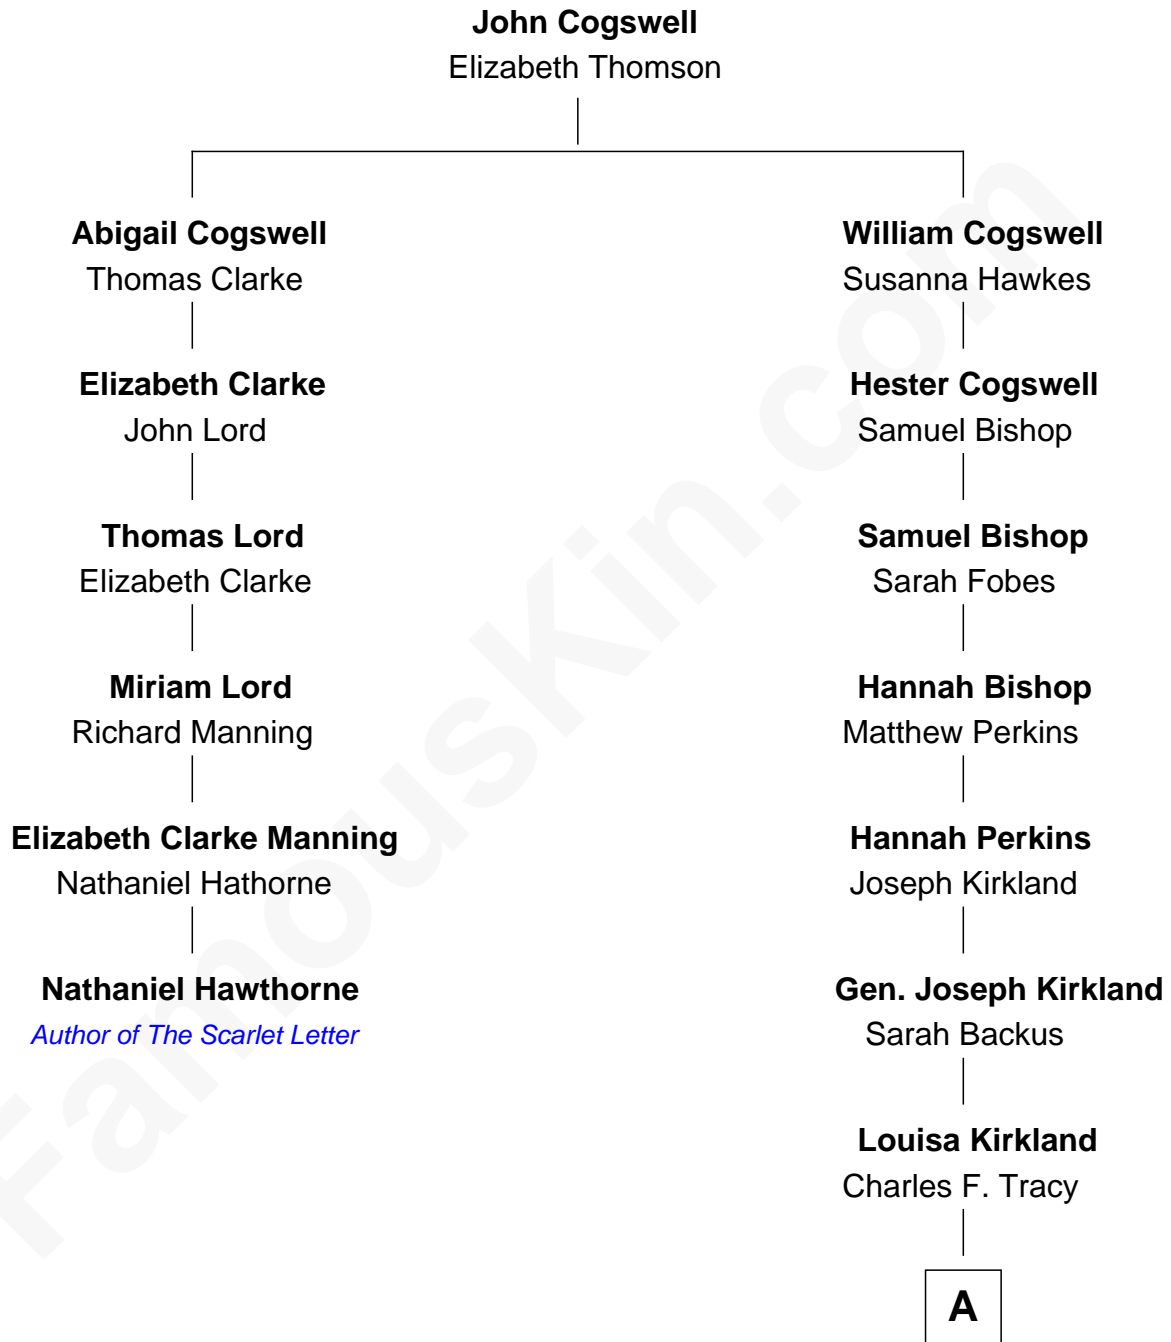 John Cogswell
Elizabeth Thomson
Abigail Cogswell
Thomas Clarke
William Cogswell
Susanna Hawkes
Elizabeth Clarke
John Lord
Hester Cogswell
Samuel Bishop
Thomas Lord
Elizabeth Clarke
Samuel Bishop
Sarah Fobes
Miriam Lord
Richard Manning
Hannah Bishop
Matthew Perkins
Elizabeth Clarke Manning
Nathaniel Hathorne
Hannah Perkins
Joseph Kirkland
Nathaniel Hawthorne
Author of The Scarlet Letter
Gen. Joseph Kirkland
Sarah Backus
Louisa Kirkland
Charles F. Tracy
A
FamousKin.com